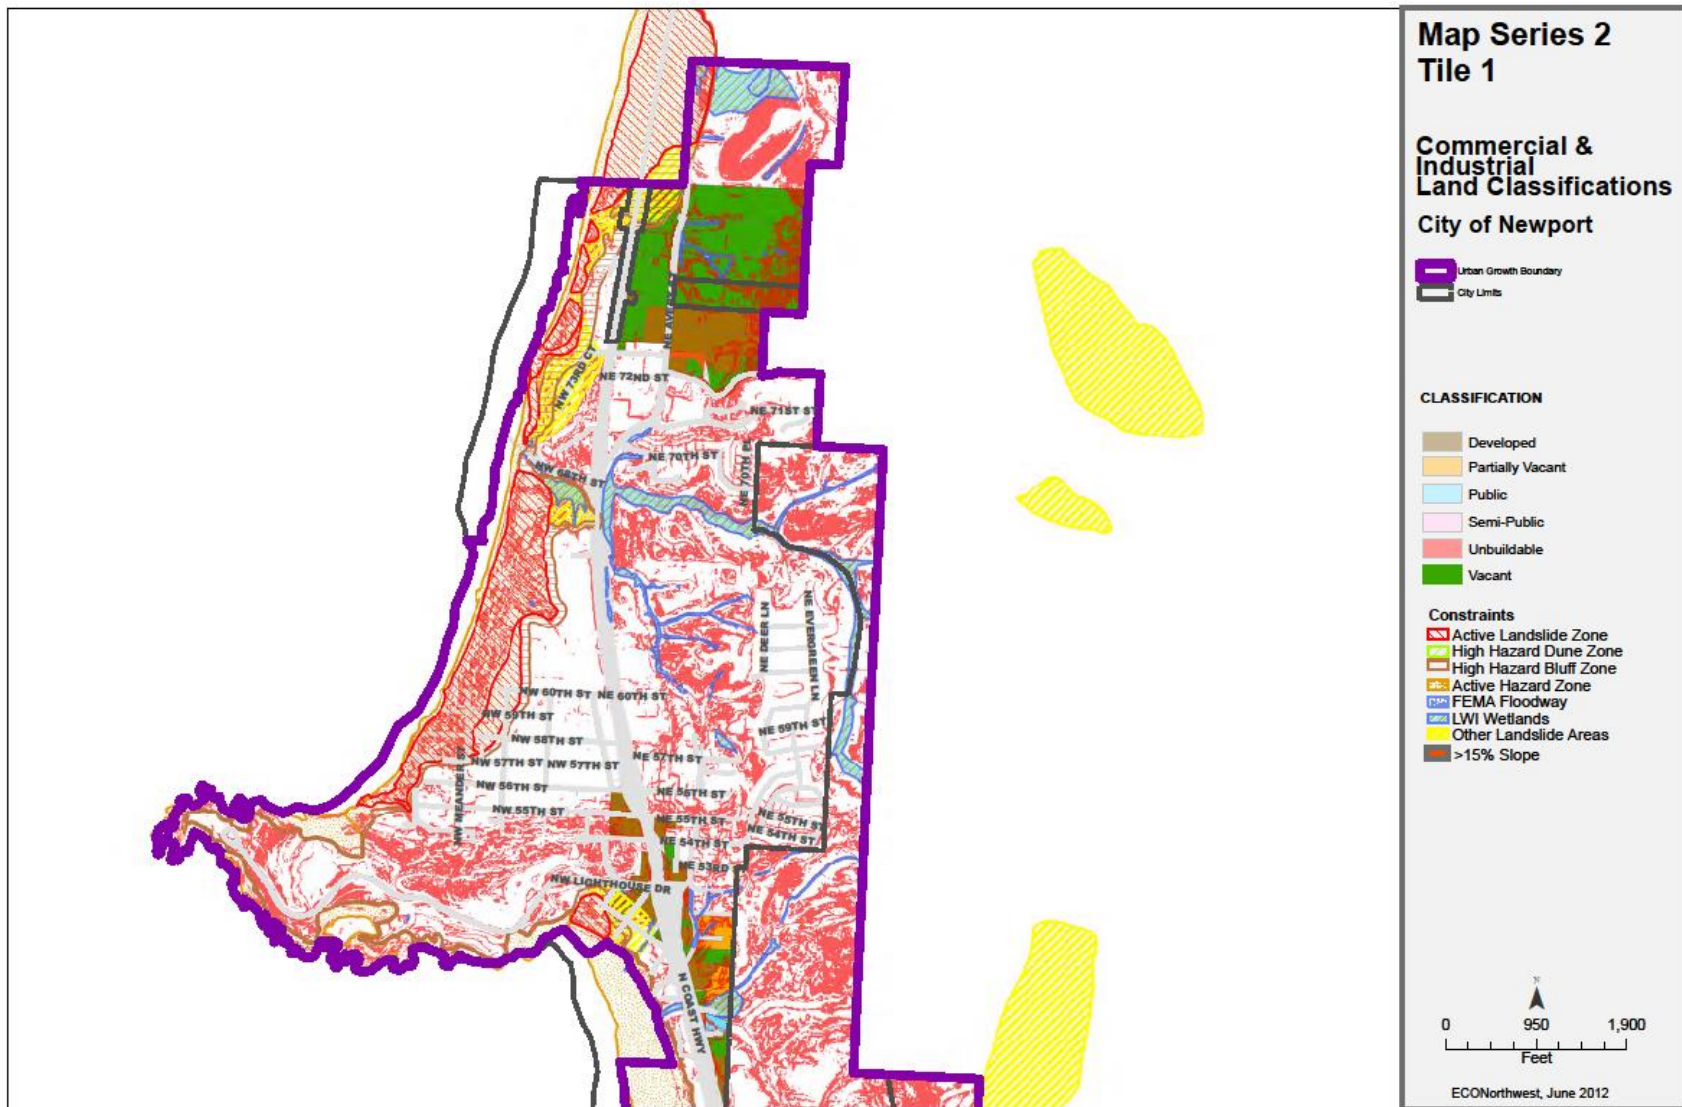 Map Series 2
Tile 1
Commercial &
Industrial
Land Classifications
City of Newport
Urban Growth Boundary
City Limits
CLASSIFICATION
Developed
Partially Vacant
Public
Semi-Public
Unbuildable
Vacant
Constraints
Active Landslide Zone
High Hazard Dune Zone
High Hazard Bluff Zone
Active Hazard Zone
FEMA Floodway
LWI Wetlands
Other Landslide Areas
>15% Slope
N
0 950 1,900
Feet
ECONorthwest, June 2012
NW 73RD CT
NE 72ND ST
NE 71ST ST
NE 70TH ST
NE 70TH PL
NW 68TH ST
NE DEER LN
NE EVERGREEN LN
NW 60TH ST
NE 60TH ST
NW 59TH ST
NE 59TH ST
NW 58TH ST
NE 57TH ST
NW 57TH ST
NW 57TH ST
NW MEANDER ST
NW 56TH ST
NE 56TH ST
NW 55TH ST
NE 55TH ST
NE 55TH ST
NE 54TH ST
NE 54TH ST
NE 53RD
NW LIGHTHOUSE DR
N COAST HWY